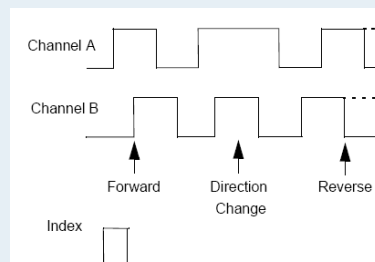 Channel A
Channel B
Forward
Direction
Change
Reverse
Index